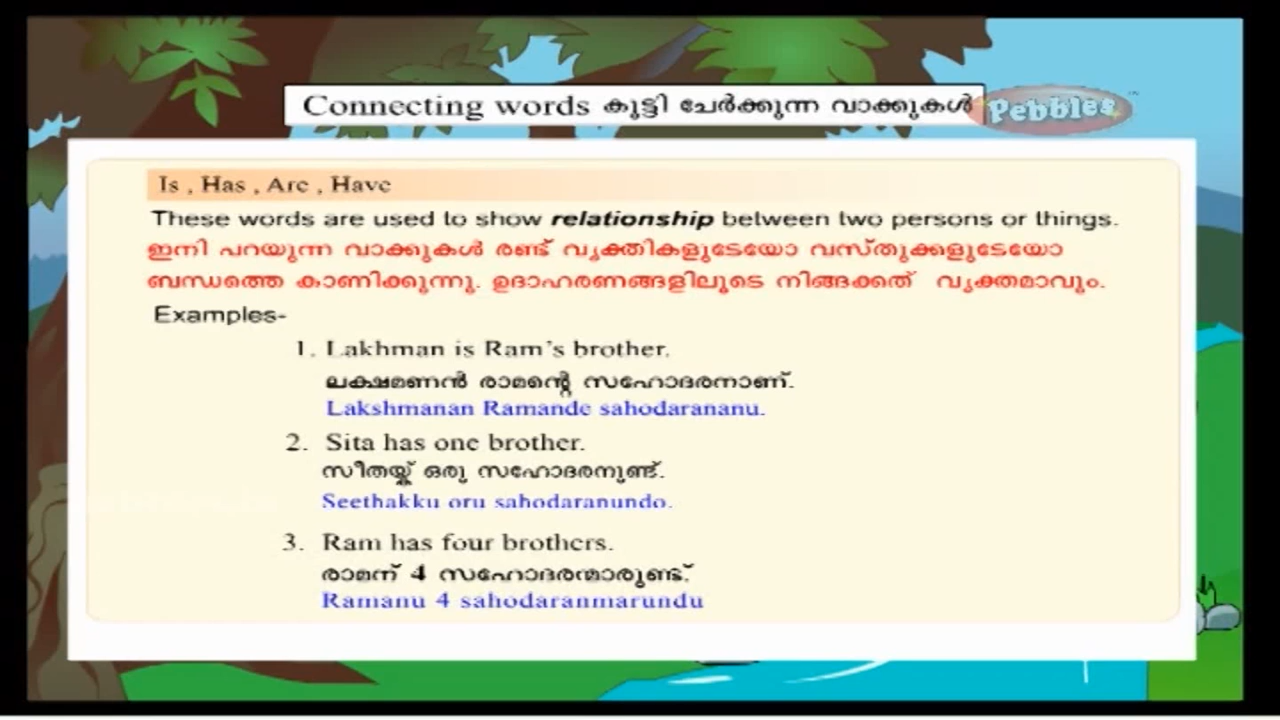 Connecting words കൂട്ടി ചേർക്കുന്ന വാക്കുകൾ
Pebbles
Is , Has , Are , Have
These words are used to show relationship between two persons or things.
ഇനി പറയുന്ന വാക്കുകൾ രണ്ട് വ്യക്തികളുടേയോ വസ്തുക്കളുടേയോ
ബന്ധത്തെ കാണിക്കുന്നു. ഉദാഹരണങ്ങളിലൂടെ നിങ്ങക്കത് വ്യക്തമാവും.
Examples-
1. Lakhman is Ram's brother.
ലക്ഷമണൻ രാമന്റെ സഹോദരനാണ്.
Lakshmanan Ramande sahodarananu.
2. Sita has one brother.
സീതയ്ക്ക് ഒരു സഹോദരനുണ്ട്.
Seethakku oru sahodaranundo.
3. Ram has four brothers.
രാമന് 4 സഹോദരന്മാരുണ്ട്.
Ramanu 4 sahodaranmarundu